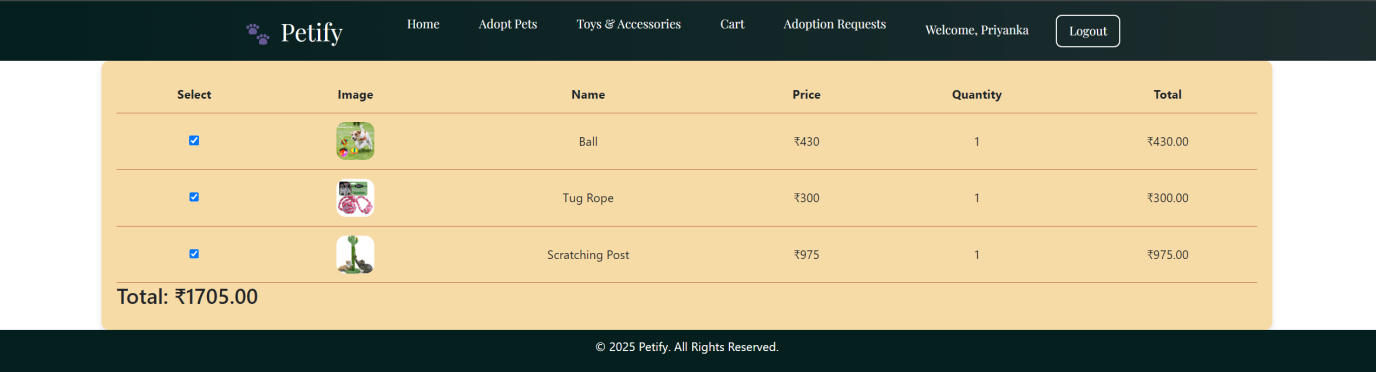 Petify Home Adopt Pets Toys & Accessories Cart Adoption Requests Welcome, Priyanka Logout
Select Image Name Price Quantity Total
Ball ₹430 1 ₹430.00
Tug Rope ₹300 1 ₹300.00
Scratching Post ₹975 1 ₹975.00
Total: ₹1705.00
© 2025 Petify. All Rights Reserved.